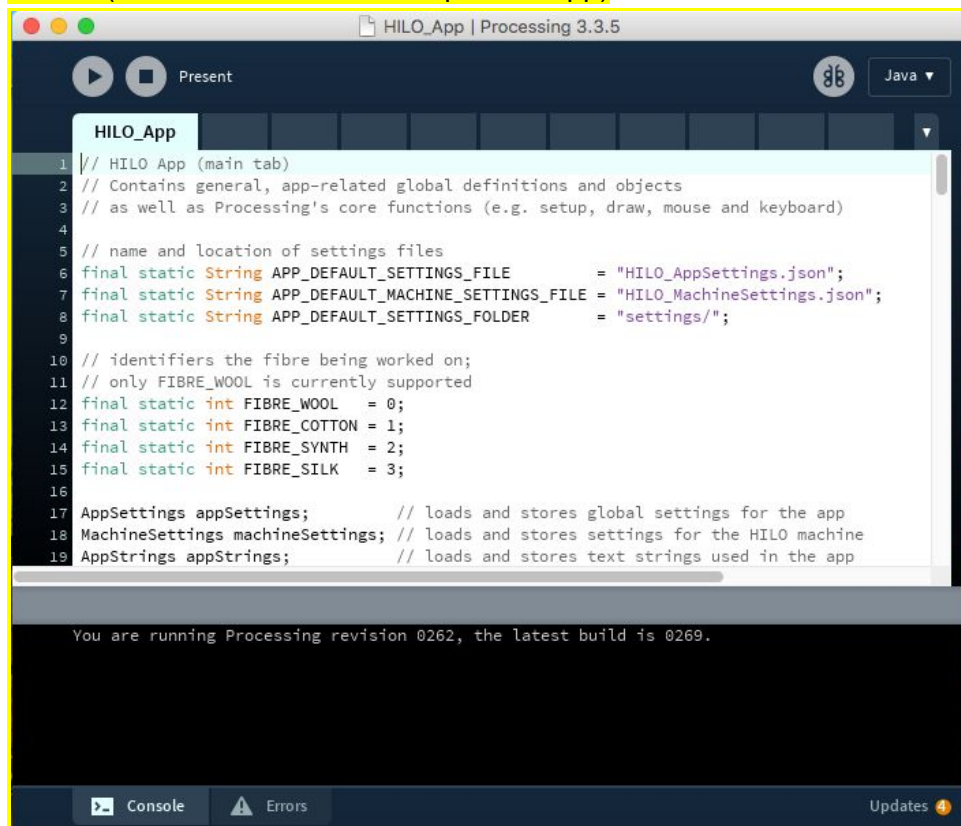 HILO_App | Processing 3.3.5
Present
Java ▼
HILO_App
1 // HILO App (main tab)
2 // Contains general, app-related global definitions and objects
3 // as well as Processing's core functions (e.g. setup, draw, mouse and keyboard)
4
5 // name and location of settings files
6 final static String APP_DEFAULT_SETTINGS_FILE         = "HILO_AppSettings.json";
7 final static String APP_DEFAULT_MACHINE_SETTINGS_FILE = "HILO_MachineSettings.json";
8 final static String APP_DEFAULT_SETTINGS_FOLDER       = "settings/";
9
10 // identifiers the fibre being worked on;
11 // only FIBRE_WOOL is currently supported
12 final static int FIBRE_WOOL   = 0;
13 final static int FIBRE_COTTON = 1;
14 final static int FIBRE_SYNTH  = 2;
15 final static int FIBRE_SILK   = 3;
16
17 AppSettings appSettings;         // loads and stores global settings for the app
18 MachineSettings machineSettings; // loads and stores settings for the HILO machine
19 AppStrings appStrings;           // loads and stores text strings used in the app
You are running Processing revision 0262, the latest build is 0269.
Console
Errors
Updates 4